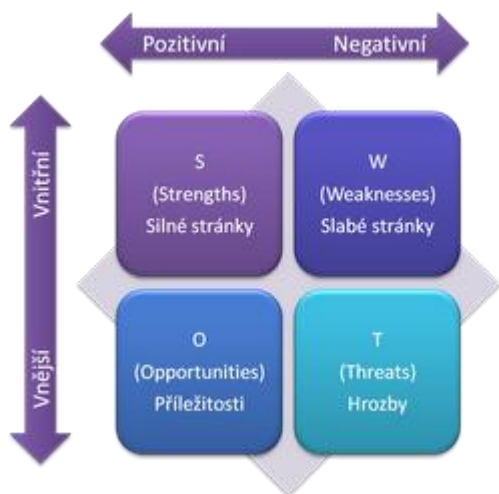 Pozitivní
Negativní
Vnitřní
Vnější
S
(Strengths)
Silné stránky
W
(Weaknesses)
Slabé stránky
O
(Opportunities)
Příležitosti
T
(Threats)
Hrozby